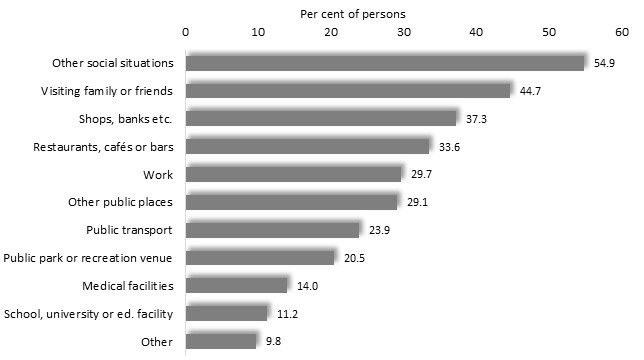 Per cent of persons
0 10 20 30 40 50 60
Other social situations 54.9
Visiting family or friends 44.7
Shops, banks etc. 37.3
Restaurants, cafés or bars 33.6
Work 29.7
Other public places 29.1
Public transport 23.9
Public park or recreation venue 20.5
Medical facilities 14.0
School, university or ed. facility 11.2
Other 9.8